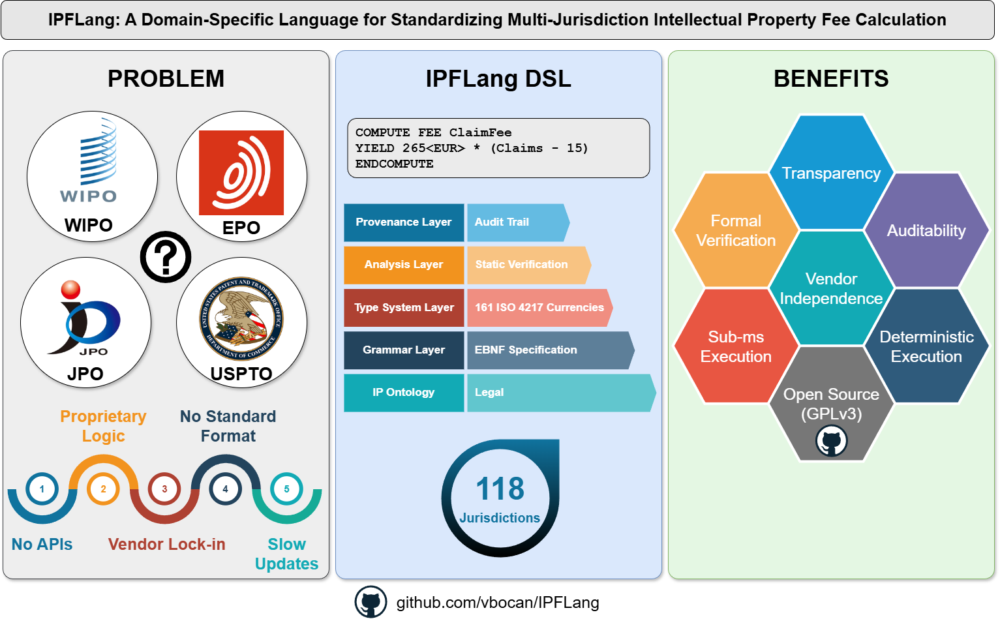 IPFLang: A Domain-Specific Language for Standardizing Multi-Jurisdiction Intellectual Property Fee Calculation
PROBLEM
WIPO
WIPO
EPO
?
JPO
JPO
UNITED STATES PATENT AND TRADEMARK OFFICE
DEPARTMENT OF COMMERCE
USPTO
Proprietary
Logic
No Standard
Format
1
2
3
4
5
No APIs
Vendor Lock-in
Slow
Updates
IPFLang DSL
COMPUTE FEE ClaimFee
YIELD 265<EUR> * (Claims - 15)
ENDCOMPUTE
Provenance Layer
Audit Trail
Analysis Layer
Static Verification
Type System Layer
161 ISO 4217 Currencies
Grammar Layer
EBNF Specification
IP Ontology
Legal
118
Jurisdictions
BENEFITS
Transparency
Formal
Verification
Auditability
Vendor
Independence
Sub-ms
Execution
Deterministic
Execution
Open Source
(GPLv3)
github.com/vbocan/IPFLang